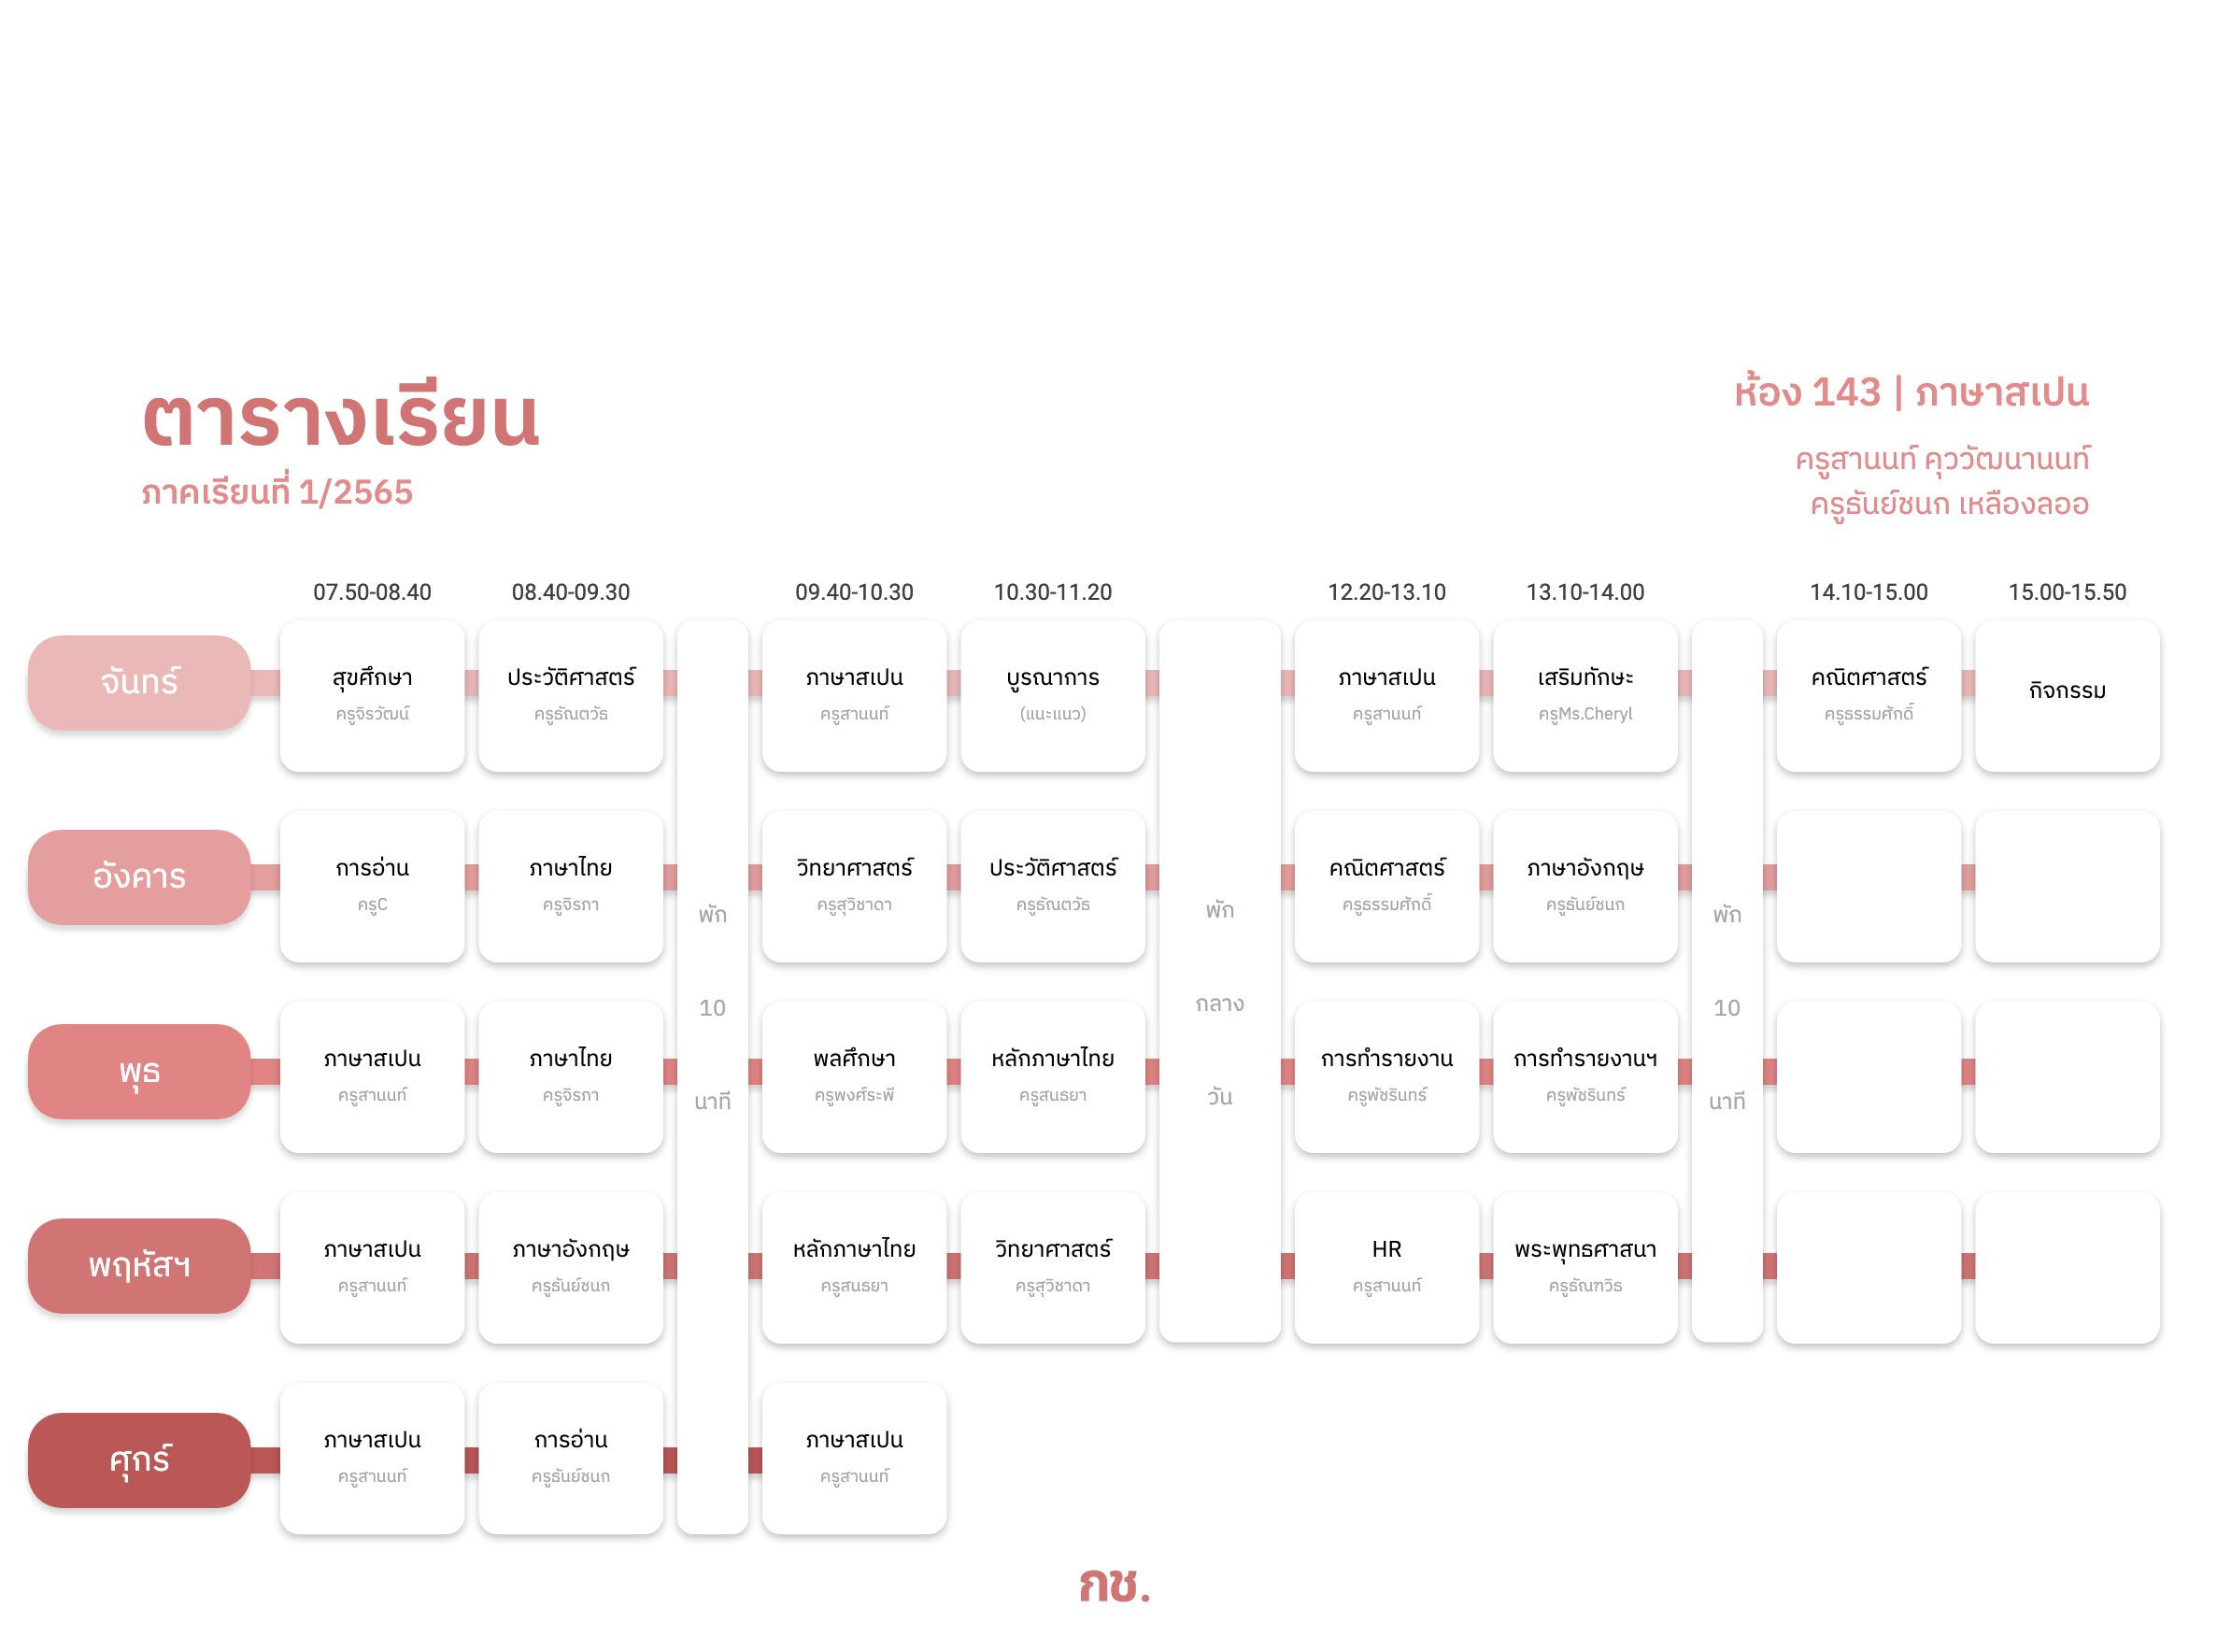 ตารางเรียน
ภาคเรียนที่ 1/2565
ห้อง 143 | ภาษาสเปน
ครูสานนท์ คุววัฒนานนท์
ครูธันย์ชนก เหลืองลออ
07.50-08.40 08.40-09.30 09.40-10.30 10.30-11.20 12.20-13.10 13.10-14.00 14.10-15.00 15.00-15.50
จันทร์
สุขศึกษา ประวัติศาสตร์ ภาษาสเปน บูรณาการ ภาษาสเปน เสริมทักษะ คณิตศาสตร์ กิจกรรม
ครูจิรวัฒน์ ครูธัณตวัธ ครูสานนท์ (แนะแนว) ครูสานนท์ ครูMs.Cheryl ครูธรรมศักดิ์
อังคาร
การอ่าน ภาษาไทย วิทยาศาสตร์ ประวัติศาสตร์ คณิตศาสตร์ ภาษาอังกฤษ
ครูC ครูจิรภา ครูสุวิชาดา ครูธัณตวัธ ครูธรรมศักดิ์ ครูธันย์ชนก
พัก
10
นาที
พัก
กลาง
วัน
พัก
10
นาที
พุธ
ภาษาสเปน ภาษาไทย พลศึกษา หลักภาษาไทย การทำรายงาน การทำรายงานฯ
ครูสานนท์ ครูจิรภา ครูพงศ์ระพี ครูสนธยา ครูพัชรินทร์ ครูพัชรินทร์
พฤหัสฯ
ภาษาสเปน ภาษาอังกฤษ หลักภาษาไทย วิทยาศาสตร์ HR พระพุทธศาสนา
ครูสานนท์ ครูธันย์ชนก ครูสนธยา ครูสุวิชาดา ครูสานนท์ ครูธัณฑวิธ
ศุกร์
ภาษาสเปน การอ่าน ภาษาสเปน
ครูสานนท์ ครูธันย์ชนก ครูสานนท์
กช.